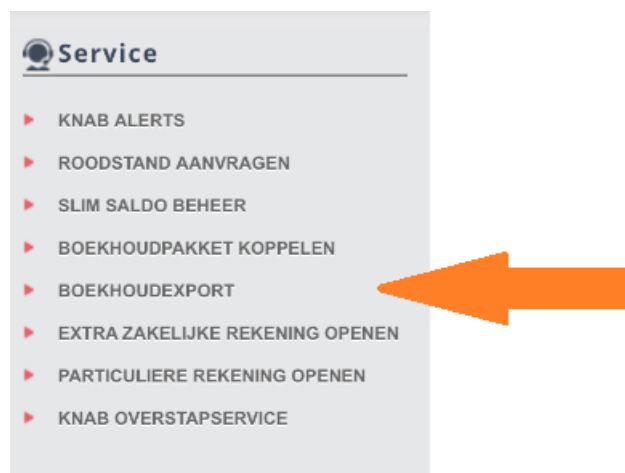 Service
KNAB ALERTS
ROODSTAND AANVRAGEN
SLIM SALDO BEHEER
BOEKHOUDPAKKET KOPPELEN
BOEKHOUDEXPORT
EXTRA ZAKELIJKE REKENING OPENEN
PARTICULIERE REKENING OPENEN
KNAB OVERSTAPSERVICE